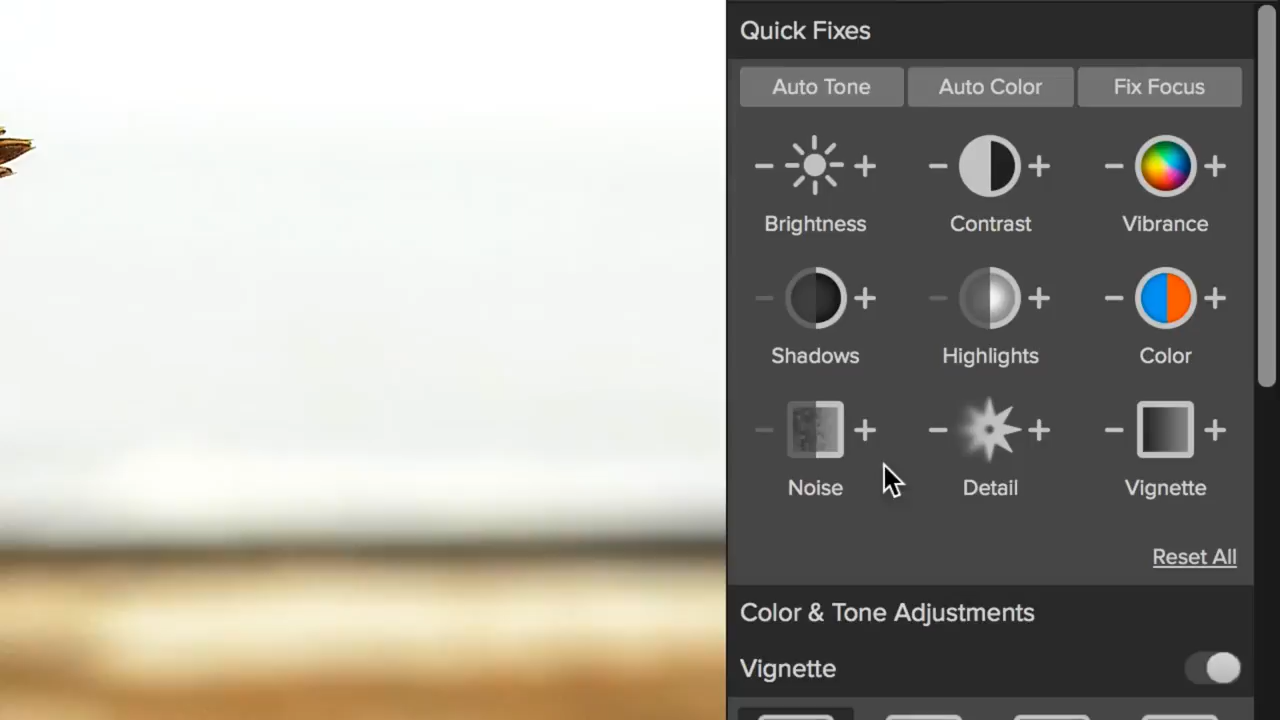 Quick Fixes
Auto Tone Auto Color Fix Focus
Brightness Contrast Vibrance
Shadows Highlights Color
Noise Detail Vignette
Reset All
Color & Tone Adjustments
Vignette